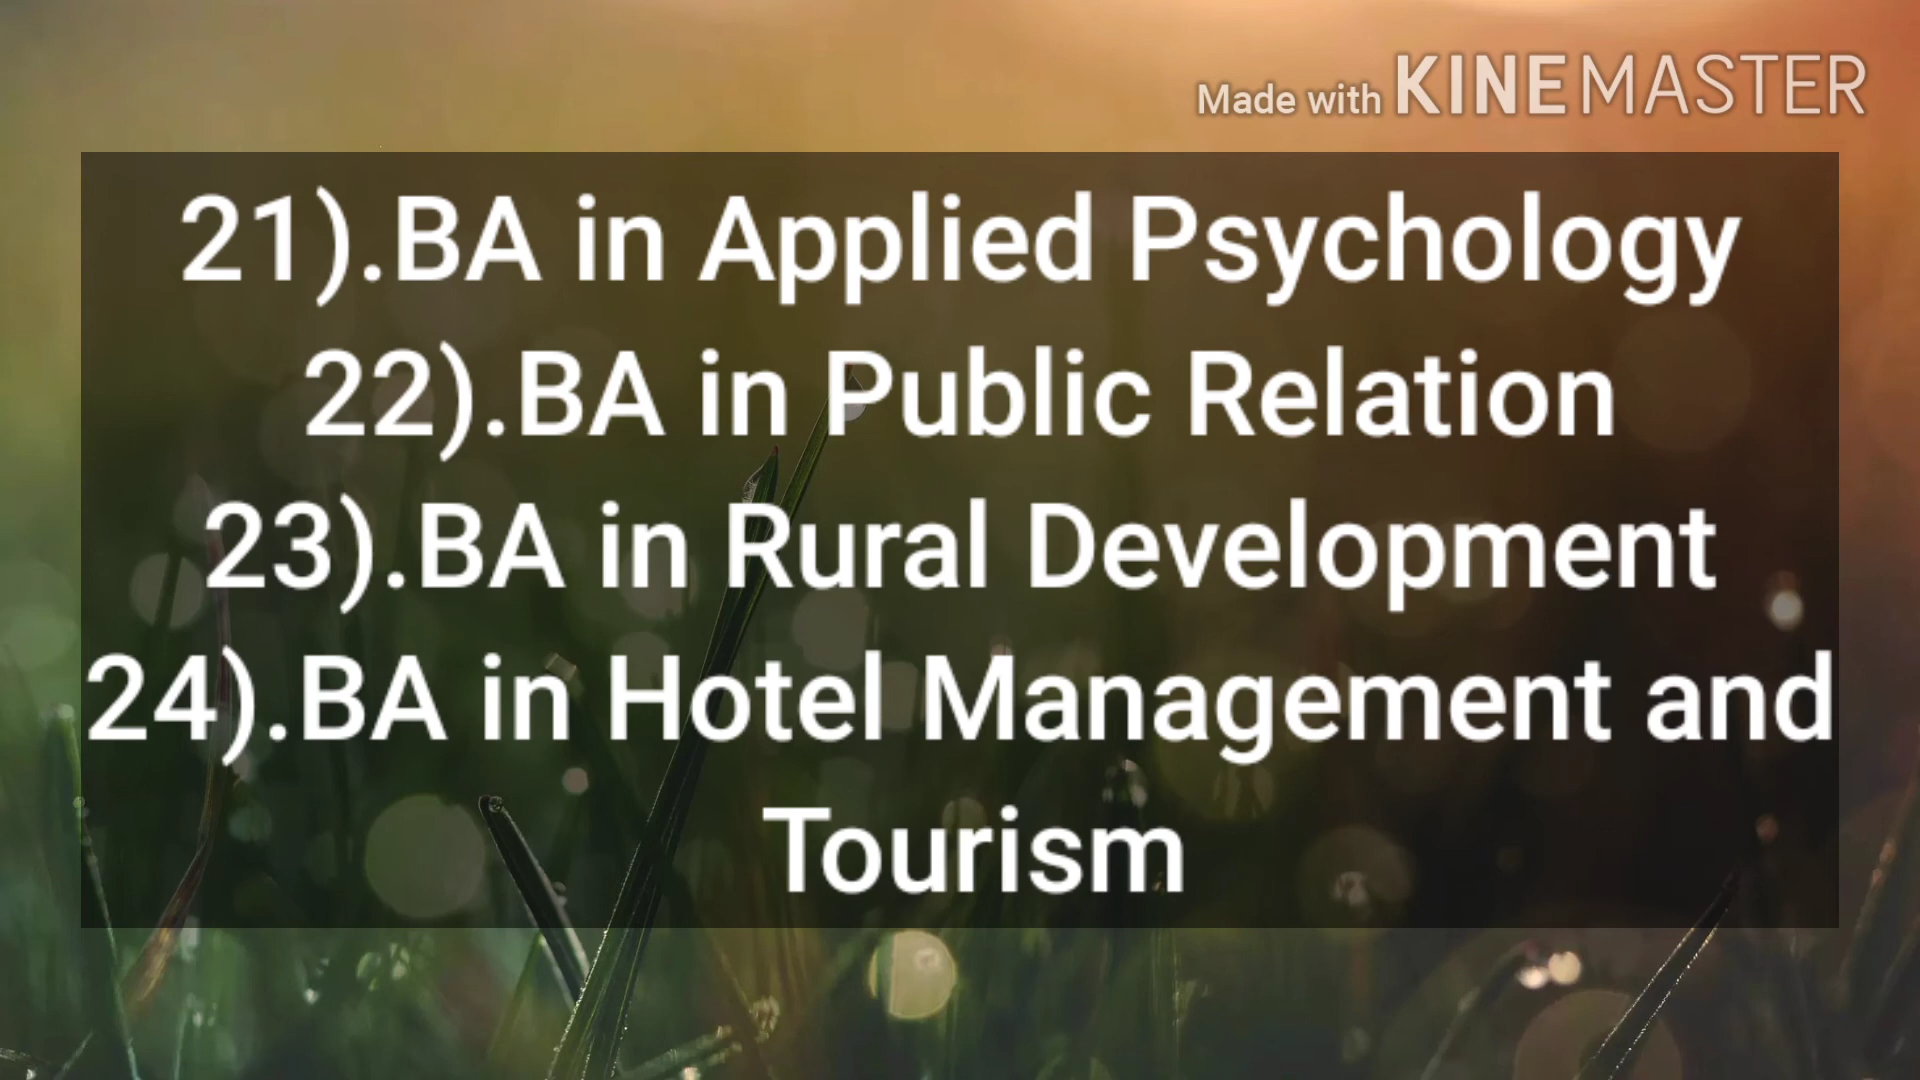 Made with KINEMASTER
21).BA in Applied Psychology
22).BA in Public Relation
23).BA in Rural Development
24).BA in Hotel Management and
Tourism